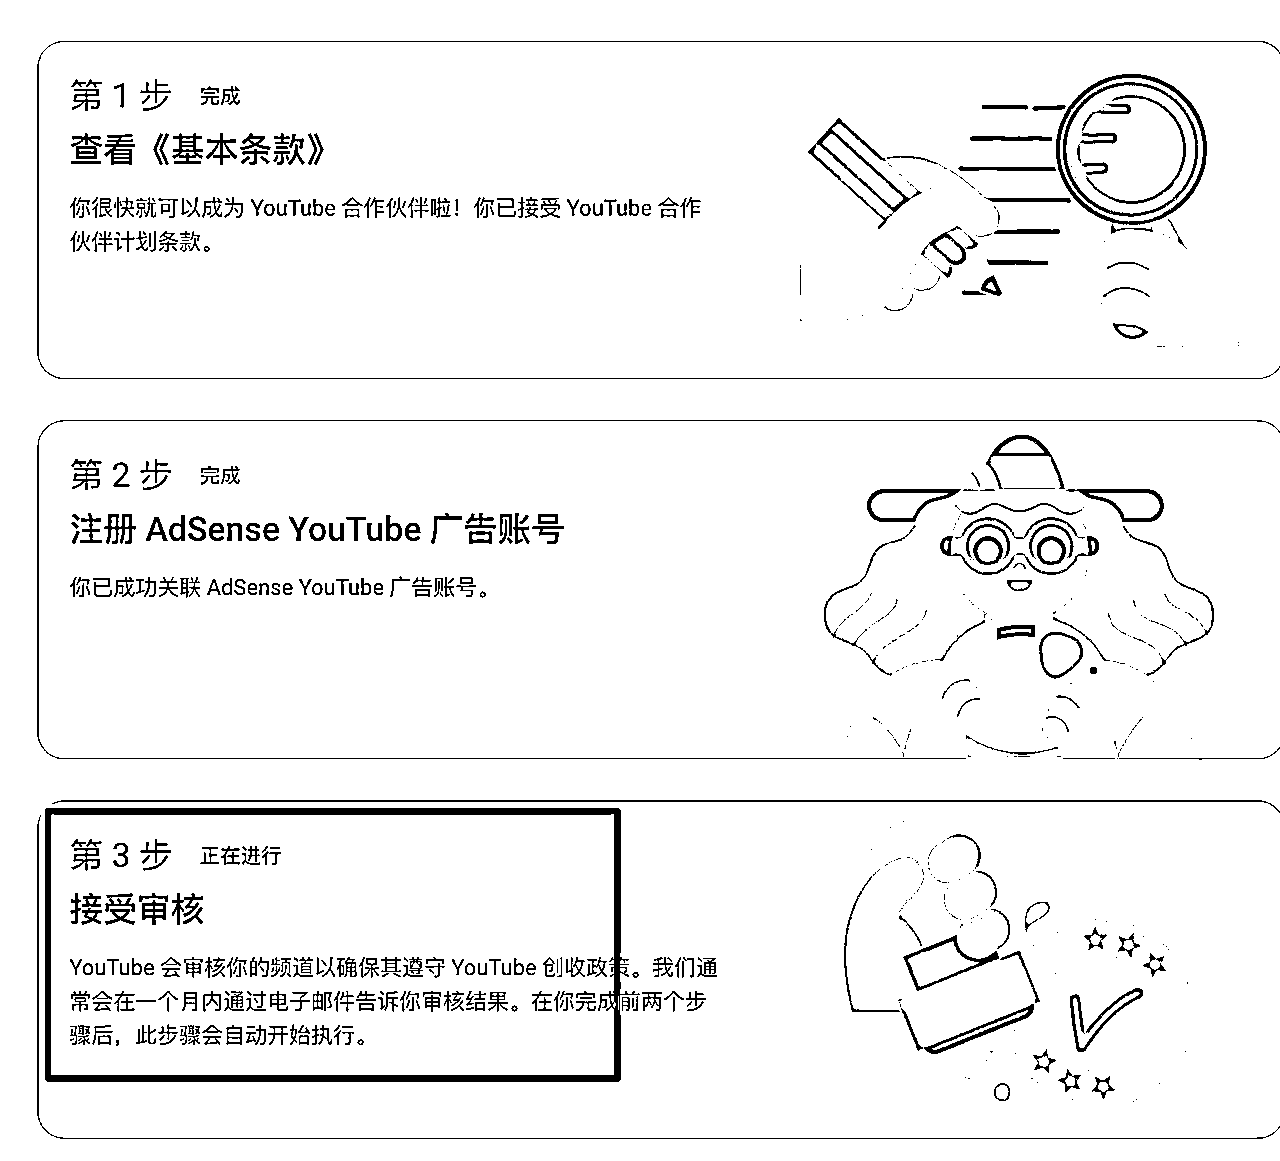 第 1 步 完成
查看《基本条款》
你很快就可以成为 YouTube 合作伙伴啦！你已接受 YouTube 合作
伙伴计划条款。
第 2 步 完成
注册 AdSense YouTube 广告账号
你已成功关联 AdSense YouTube 广告账号。
第 3 步 正在进行
接受审核
YouTube 会审核你的频道以确保其遵守 YouTube 创收政策。我们通
常会在一个月内通过电子邮件告诉你审核结果。在你完成前两个步
骤后，此步骤会自动开始执行。